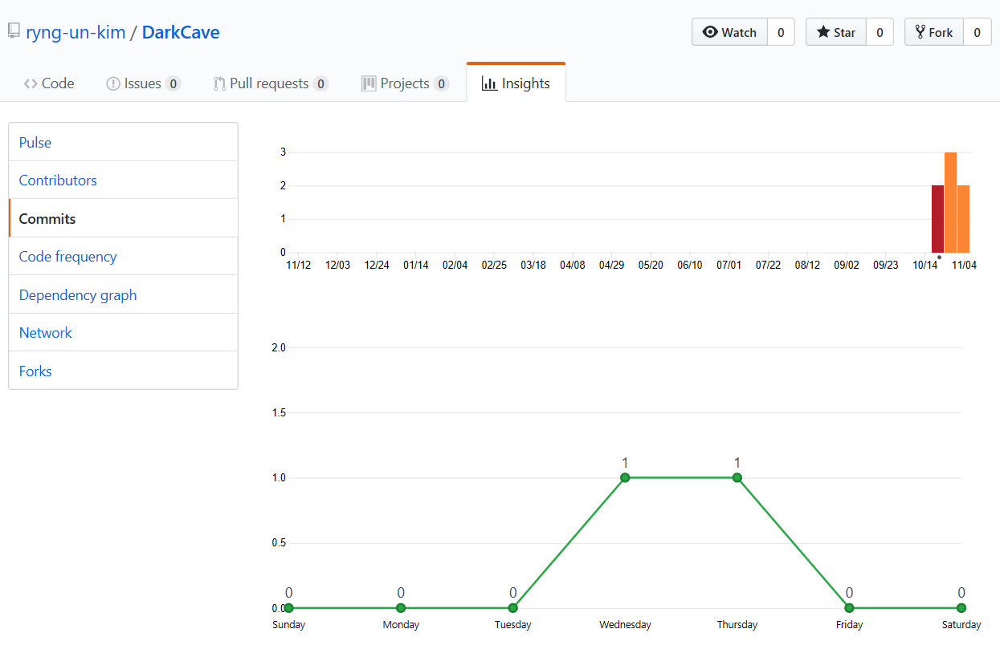 ryng-un-kim / DarkCave
Watch 0 Star 0 Fork 0
Code Issues 0 Pull requests 0 Projects 0 Insights
Pulse
Contributors
Commits
Code frequency
Dependency graph
Network
Forks
3
2
1
0
11/12 12/03 12/24 01/14 02/04 02/25 03/18 04/08 04/29 05/20 06/10 07/01 07/22 08/12 09/02 09/23 10/14 11/04
2.0
1.5
1 1
1.0
0.5
0 0 0 0 0
0.0
Sunday Monday Tuesday Wednesday Thursday Friday Saturday